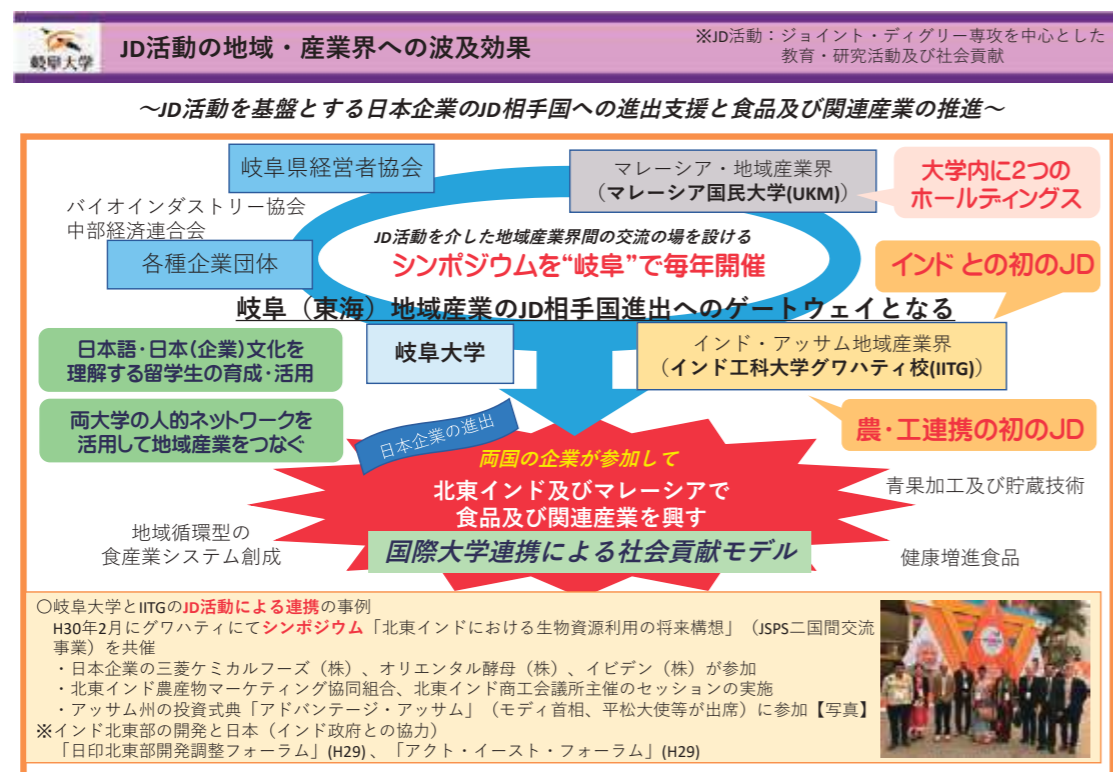 岐阜大学
JD活動の地域・産業界への波及効果
※JD活動：ジョイント・ディグリー専攻を中心とした
教育・研究活動及び社会貢献
～JD活動を基盤とする日本企業のJD相手国への進出支援と食品及び関連産業の推進～
岐阜県経営者協会
マレーシア・地域産業界
（マレーシア国民大学(UKM)）
大学内に2つの
ホールディングス
バイオインダストリー協会
中部経済連合会
各種企業団体
JD活動を介した地域産業界間の交流の場を設ける
シンポジウムを“岐阜”で毎年開催
インド との初のJD
岐阜（東海）地域産業のJD相手国進出へのゲートウェイとなる
日本語・日本（企業）文化を
理解する留学生の育成・活用
岐阜大学
インド・アッサム地域産業界
（インド工科大学グワハティ校(IITG)）
両大学の人的ネットワークを
活用して地域産業をつなぐ
日本企業の進出
農・工連携の初のJD
両国の企業が参加して
北東インド及びマレーシアで
食品及び関連産業を興す
国際大学連携による社会貢献モデル
青果加工及び貯蔵技術
地域循環型の
食産業システム創成
健康増進食品
〇岐阜大学とIITGのJD活動による連携の事例
H30年2月にグワハティにてシンポジウム「北東インドにおける生物資源利用の将来構想」（JSPS二国間交流
事業）を共催
・日本企業の三菱ケミカルフーズ（株）、オリエンタル酵母（株）、イビデン（株）が参加
・北東インド農産物マーケティング協同組合、北東インド商工会議所主催のセッションの実施
・アッサム州の投資式典「アドバンテージ・アッサム」（モディ首相、平松大使等が出席）に参加【写真】
※インド北東部の開発と日本（インド政府との協力）
「日印北東部開発調整フォーラム」(H29) 、「アクト・イースト・フォーラム」(H29)